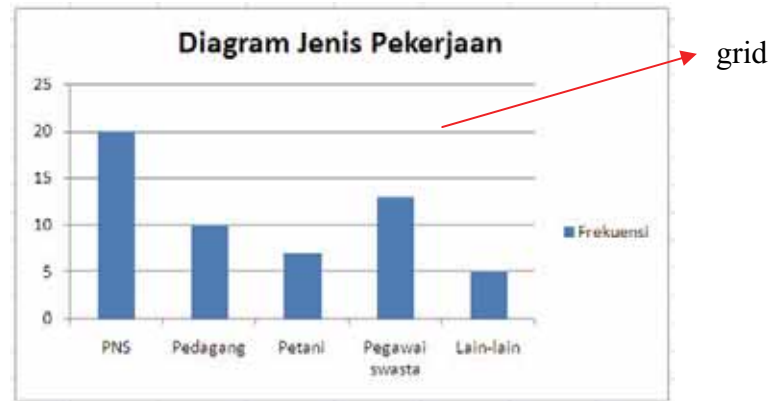 Diagram Jenis Pekerjaan
grid
25
20
15
10
5
0
PNS Pedagang Petani Pegawai swasta Lain-lain
Frekuensi